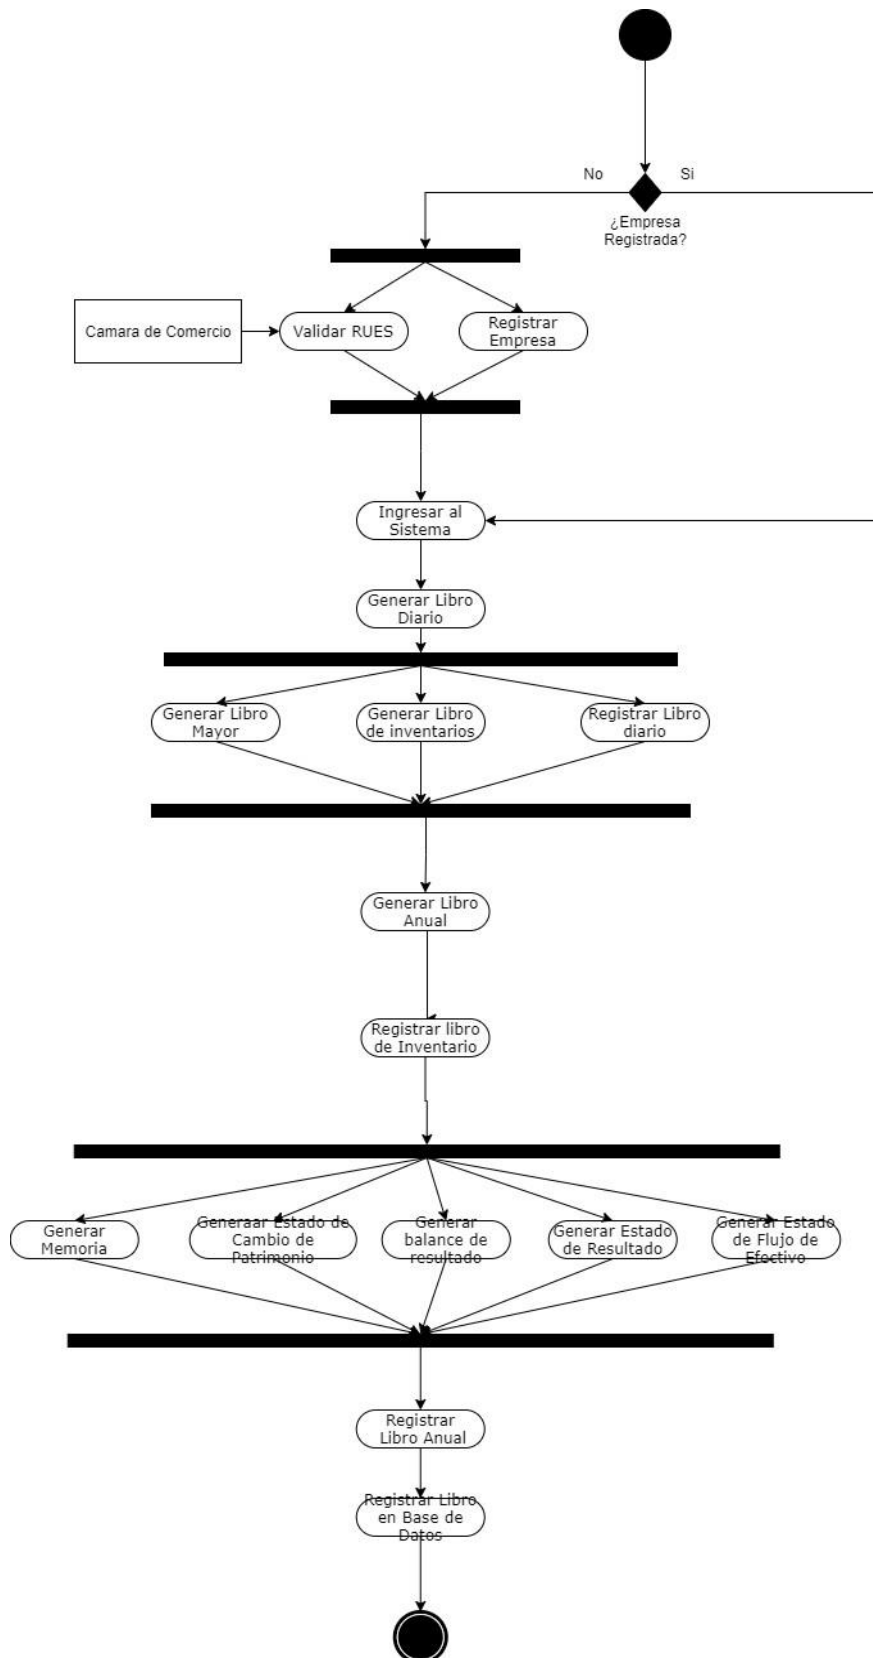 No
Si
¿Empresa
Registrada?
Camara de Comercio
Validar RUES
Registrar
Empresa
Ingresar al
Sistema
Generar Libro
Diario
Generar Libro
Mayor
Generar Libro
de inventarios
Registrar Libro
diario
Generar Libro
Anual
Registrar libro
de Inventario
Generar
Memoria
Generaar Estado de
Cambio de
Patrimonio
Generar
balance de
resultado
Generar Estado
de Resultado
Generar Estado
de Flujo de
Efectivo
Registrar
Libro Anual
Registrar Libro
en Base de
Datos